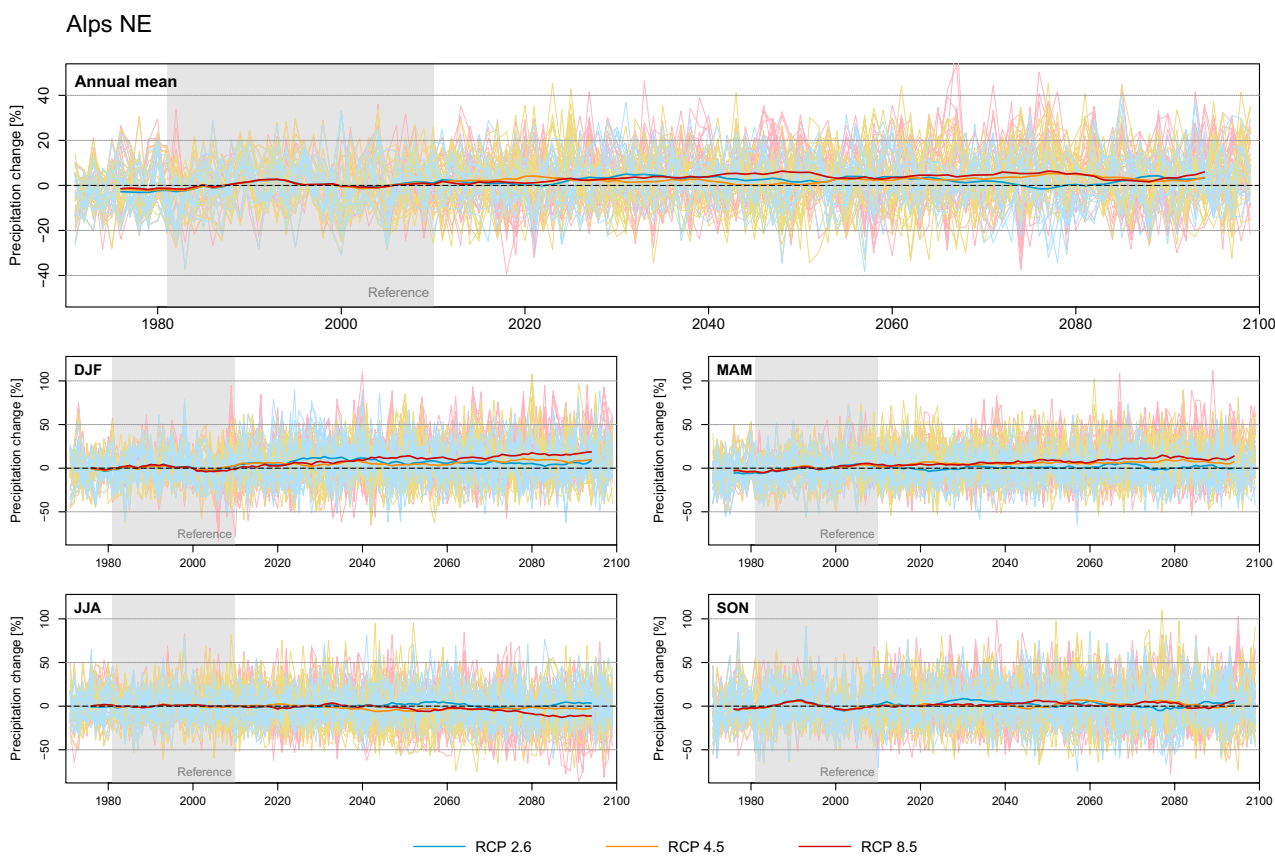 Alps NE
Annual mean
Precipitation change [%]
40
20
0
−20
−40
Reference
1980 2000 2020 2040 2060 2080 2100
DJF
Precipitation change [%]
100
50
0
−50
Reference
1980 2000 2020 2040 2060 2080 2100
MAM
Precipitation change [%]
100
50
0
−50
Reference
1980 2000 2020 2040 2060 2080 2100
JJA
Precipitation change [%]
100
50
0
−50
Reference
1980 2000 2020 2040 2060 2080 2100
SON
Precipitation change [%]
100
50
0
−50
Reference
1980 2000 2020 2040 2060 2080 2100
RCP 2.6 RCP 4.5 RCP 8.5